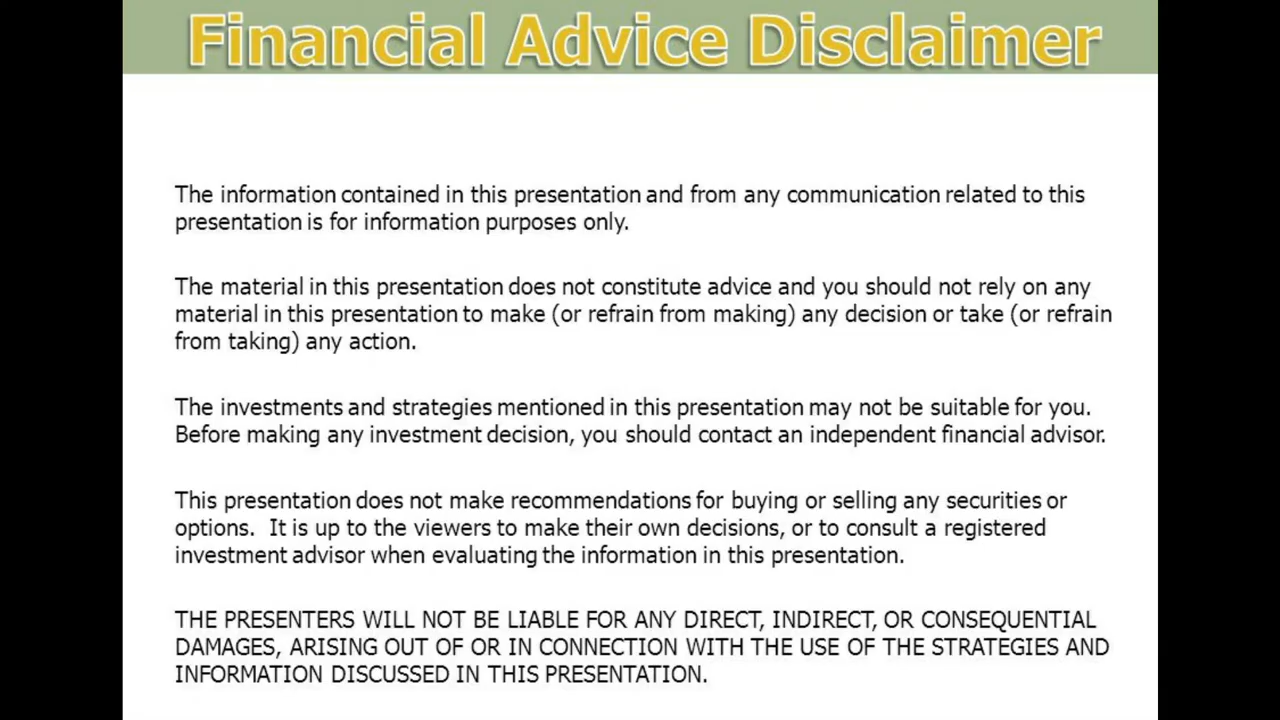 Financial Advice Disclaimer
The information contained in this presentation and from any communication related to this
presentation is for information purposes only.
The material in this presentation does not constitute advice and you should not rely on any
material in this presentation to make (or refrain from making) any decision or take (or refrain
from taking) any action.
The investments and strategies mentioned in this presentation may not be suitable for you.
Before making any investment decision, you should contact an independent financial advisor.
This presentation does not make recommendations for buying or selling any securities or
options.  It is up to the viewers to make their own decisions, or to consult a registered
investment advisor when evaluating the information in this presentation.
THE PRESENTERS WILL NOT BE LIABLE FOR ANY DIRECT, INDIRECT, OR CONSEQUENTIAL
DAMAGES, ARISING OUT OF OR IN CONNECTION WITH THE USE OF THE STRATEGIES AND
INFORMATION DISCUSSED IN THIS PRESENTATION.